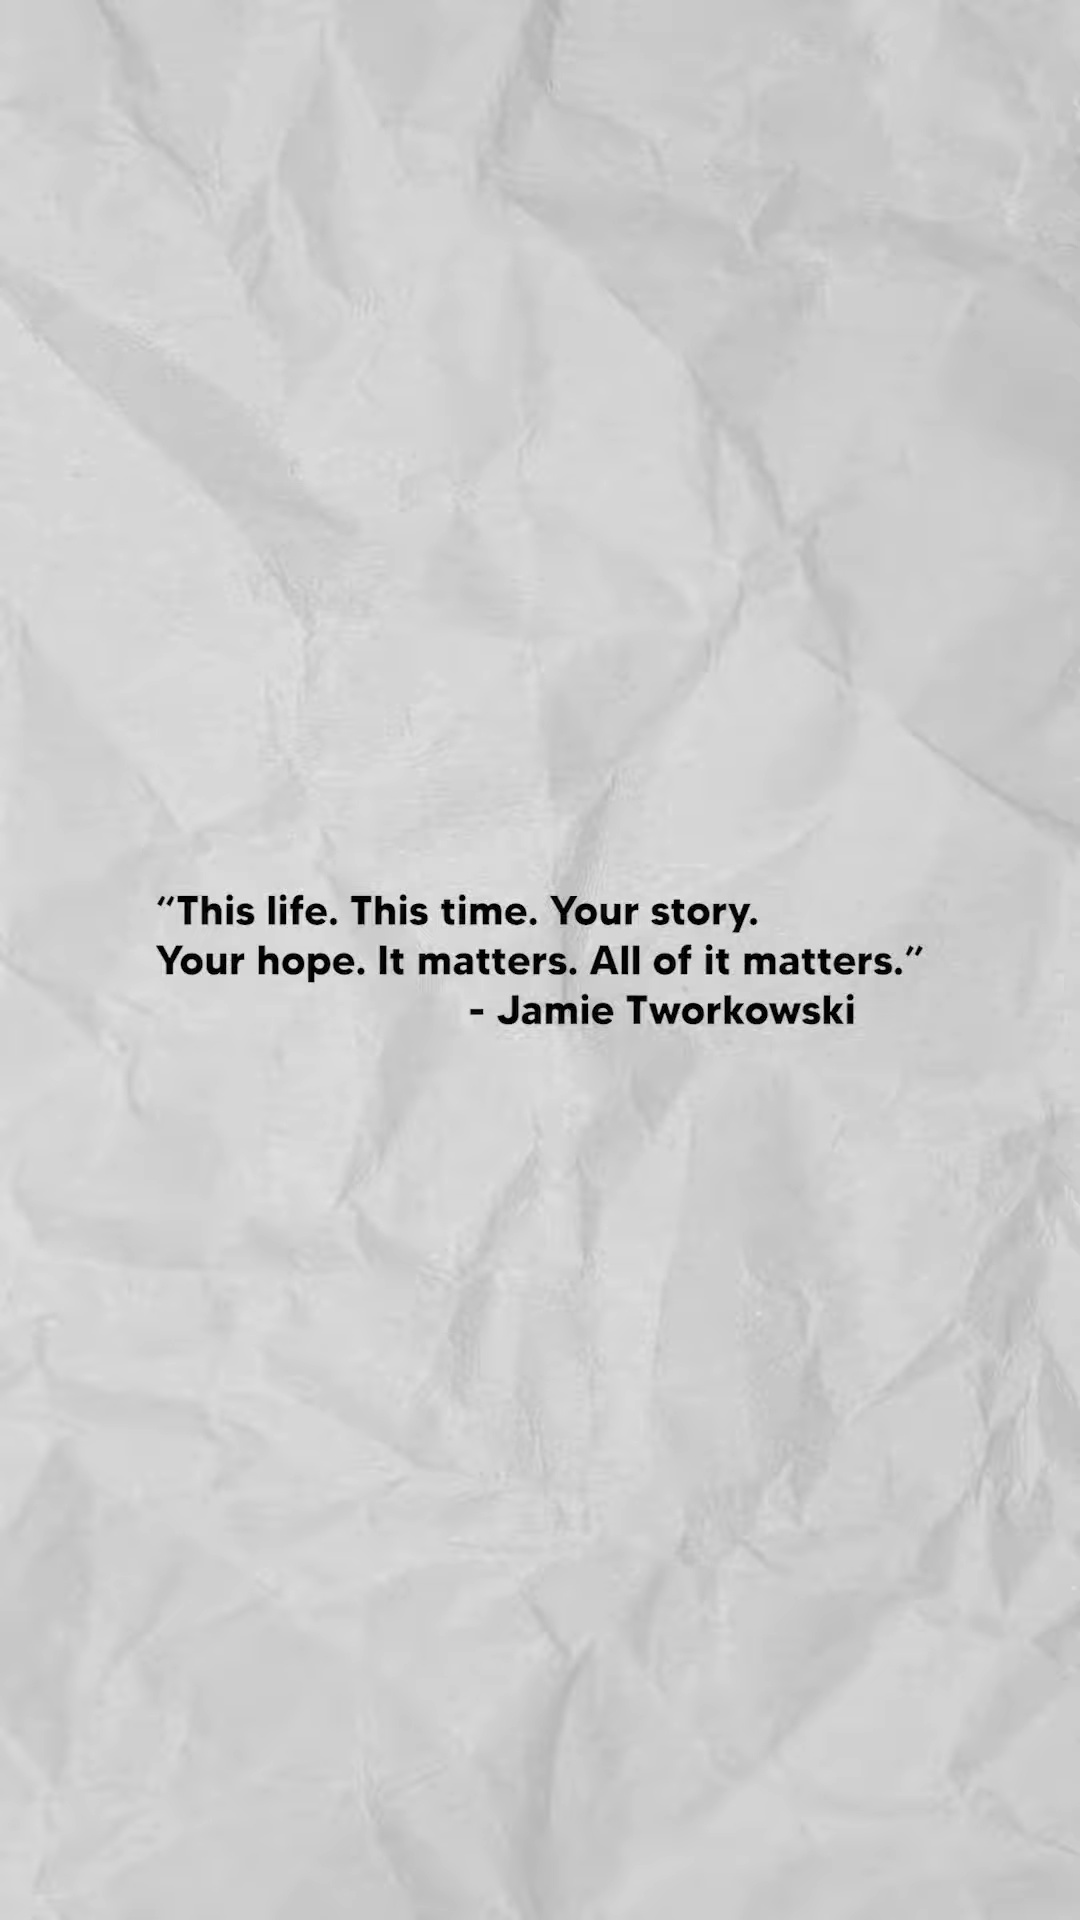 “This life. This time. Your story.
Your hope. It matters. All of it matters.”
- Jamie Tworkowski